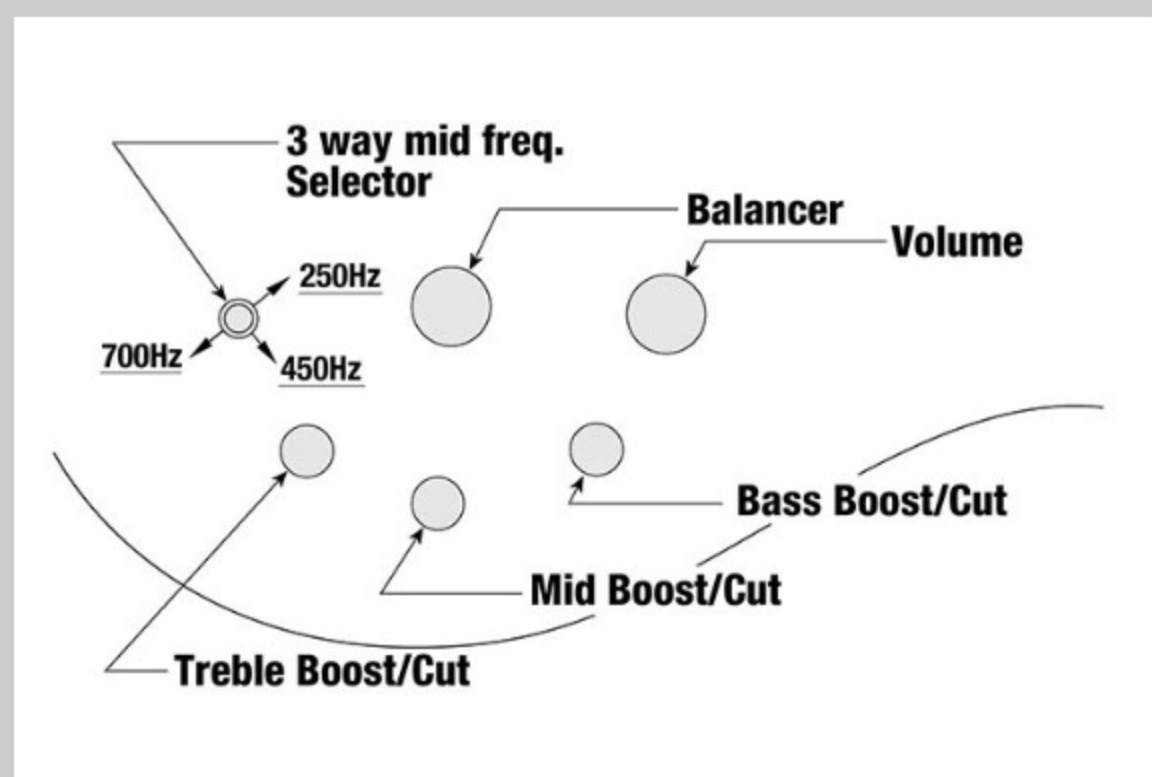 3 way mid freq.
Selector
Balancer
Volume
250Hz
700Hz
450Hz
Bass Boost/Cut
Mid Boost/Cut
Treble Boost/Cut